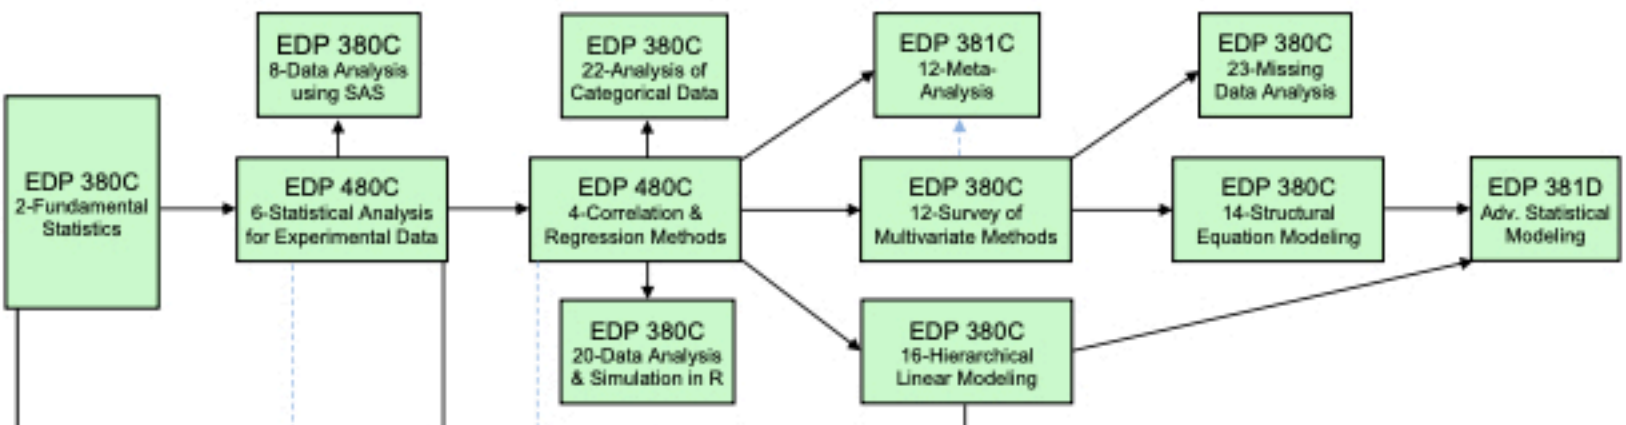 EDP 380C
8-Data Analysis
using SAS
EDP 380C
22-Analysis of
Categorical Data
EDP 381C
12-Meta-
Analysis
EDP 380C
23-Missing
Data Analysis
EDP 380C
2-Fundamental
Statistics
EDP 480C
6-Statistical Analysis
for Experimental Data
EDP 480C
4-Correlation &
Regression Methods
EDP 380C
12-Survey of
Multivariate Methods
EDP 380C
14-Structural
Equation Modeling
EDP 381D
Adv. Statistical
Modeling
EDP 380C
20-Data Analysis
& Simulation in R
EDP 380C
16-Hierarchical
Linear Modeling